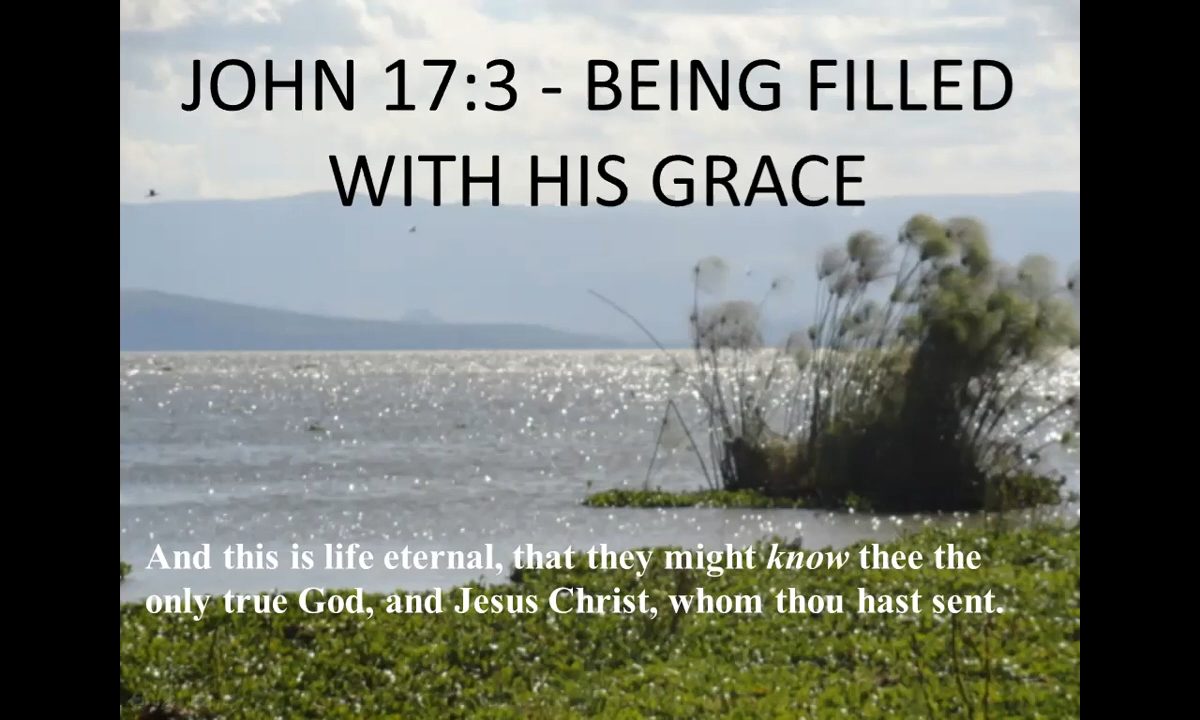 JOHN 17:3 - BEING FILLED
WITH HIS GRACE
And this is life eternal, that they might know thee the
only true God, and Jesus Christ, whom thou hast sent.